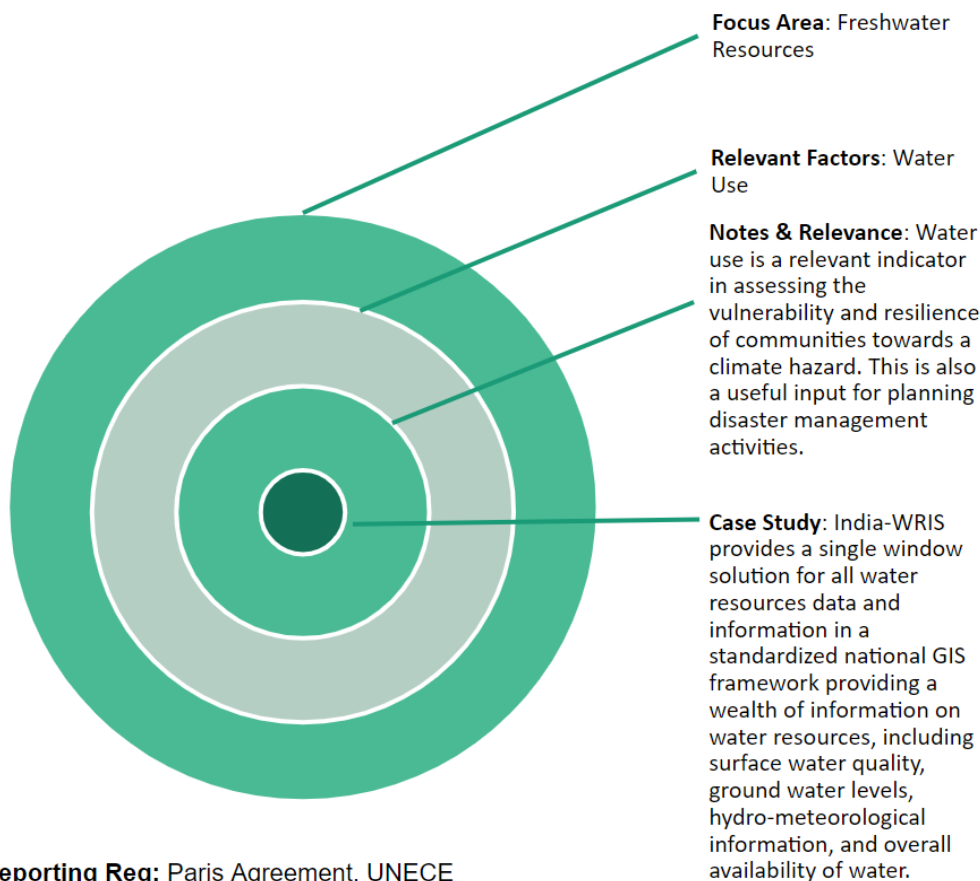 Focus Area: Freshwater
Resources
Relevant Factors: Water
Use
Notes & Relevance: Water
use is a relevant indicator
in assessing the
vulnerability and resilience
of communities towards a
climate hazard. This is also
a useful input for planning
disaster management
activities.
Case Study: India-WRIS
provides a single window
solution for all water
resources data and
information in a
standardized national GIS
framework providing a
wealth of information on
water resources, including
surface water quality,
ground water levels,
hydro-meteorological
information, and overall
availability of water.
eporting Req: Paris Agreement, UNECE